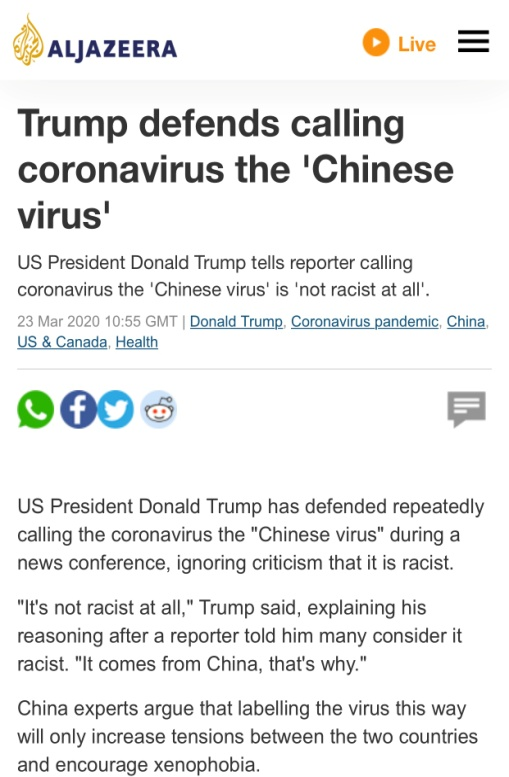 ALJAZEERA
Live
Trump defends calling
coronavirus the 'Chinese
virus'
US President Donald Trump tells reporter calling
coronavirus the 'Chinese virus' is 'not racist at all'.
23 Mar 2020 10:55 GMT | Donald Trump, Coronavirus pandemic, China,
US & Canada, Health
US President Donald Trump has defended repeatedly
calling the coronavirus the "Chinese virus" during a
news conference, ignoring criticism that it is racist.
"It's not racist at all," Trump said, explaining his
reasoning after a reporter told him many consider it
racist. "It comes from China, that's why."
China experts argue that labelling the virus this way
will only increase tensions between the two countries
and encourage xenophobia.